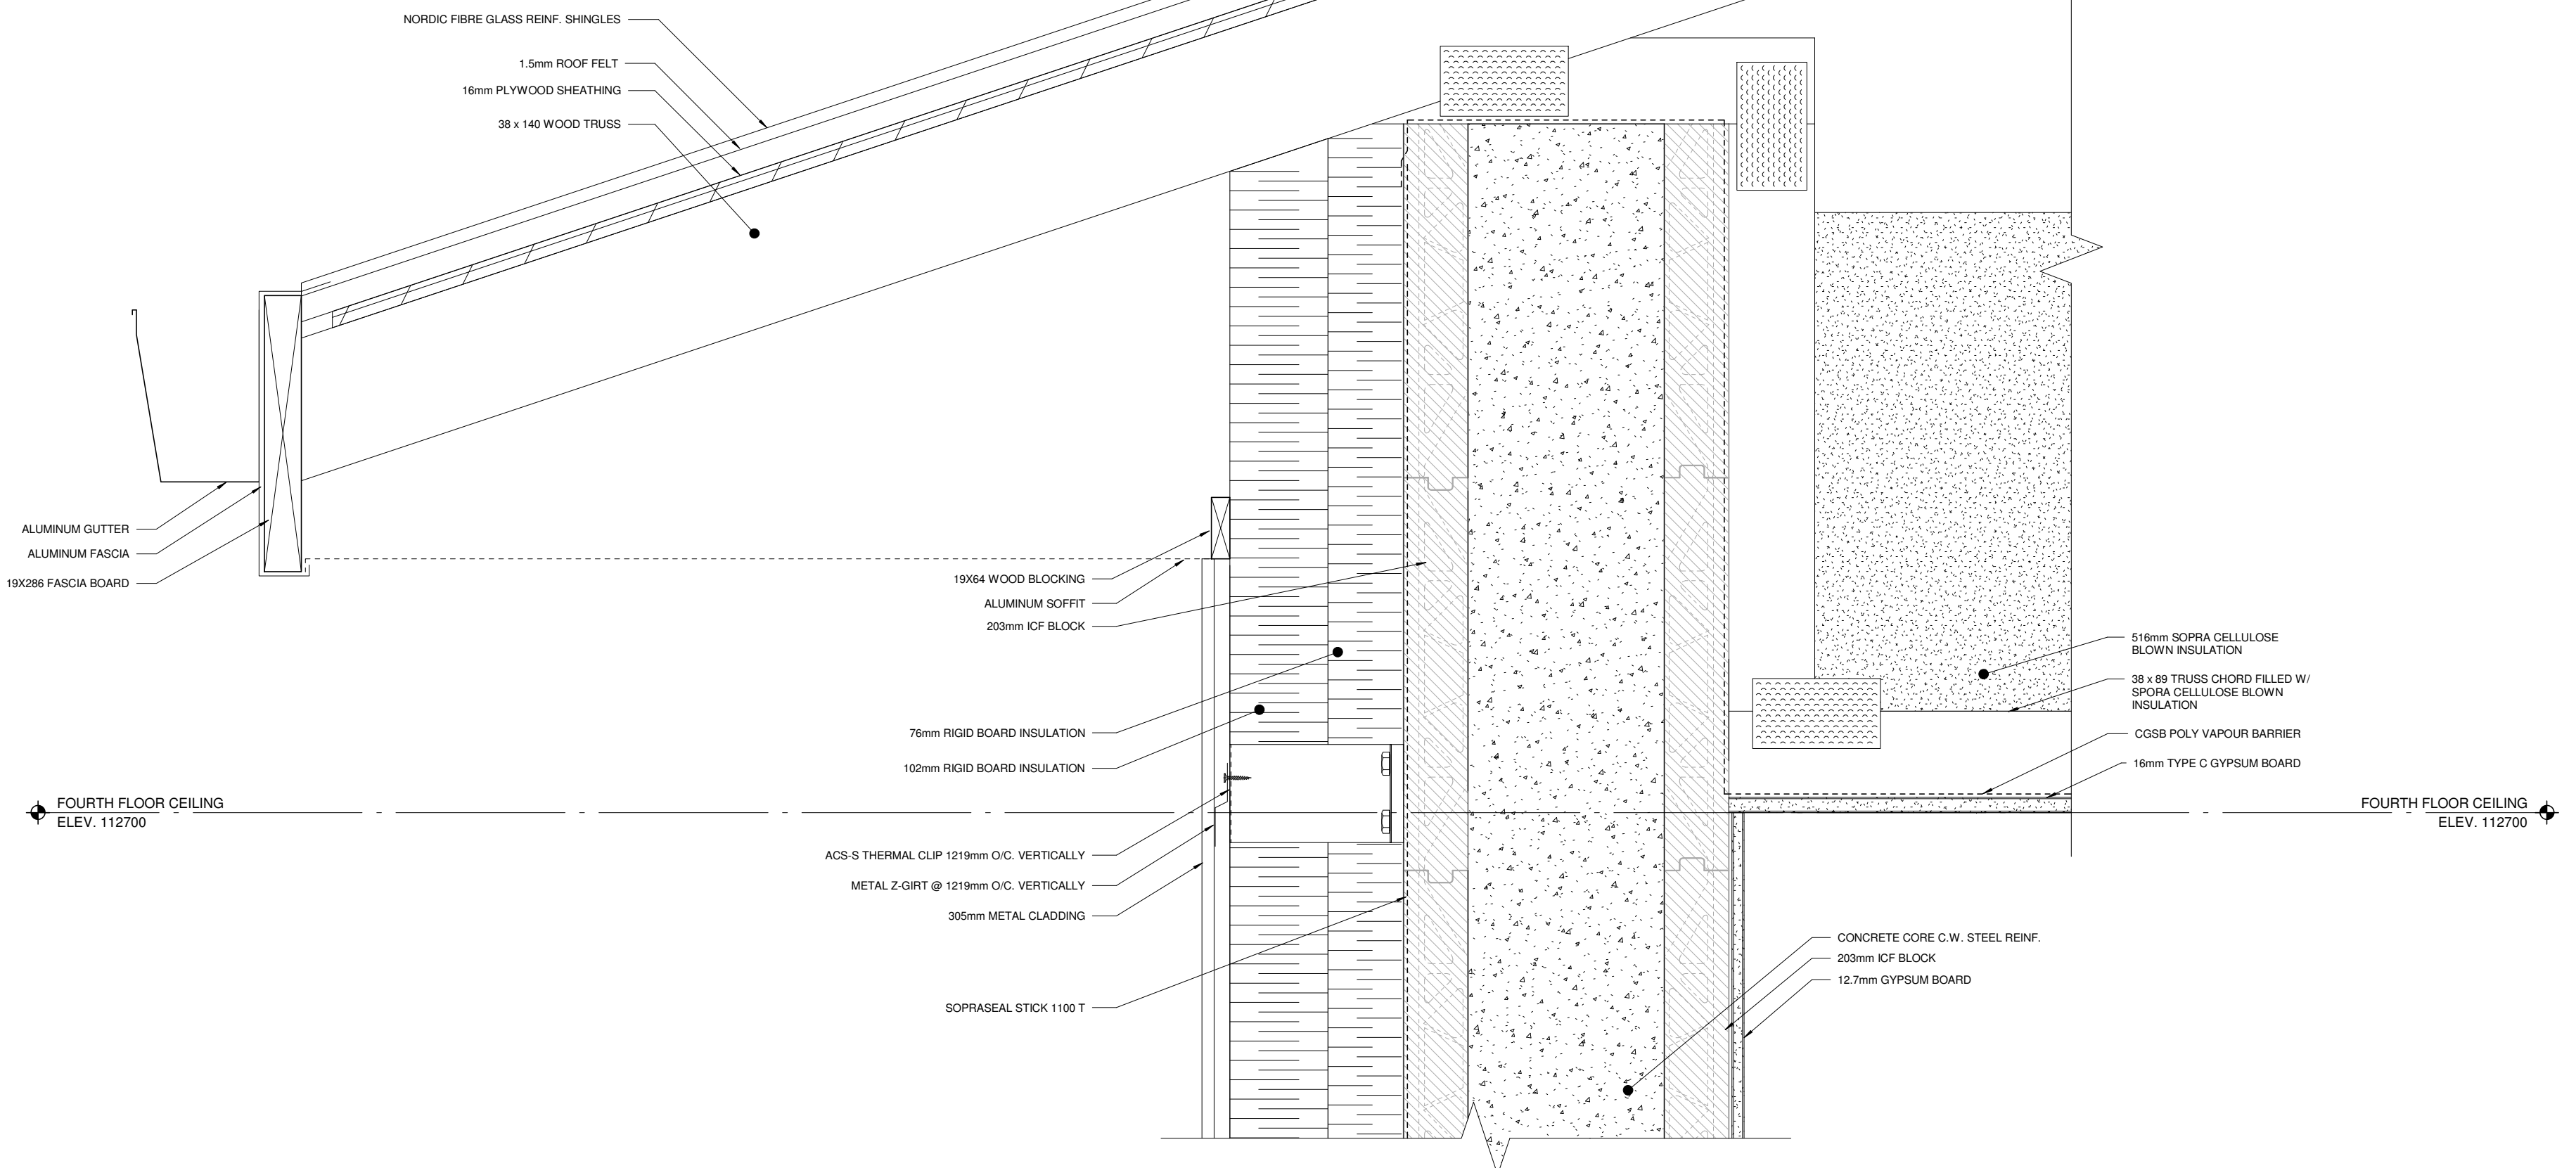 NORDIC FIBRE GLASS REINF. SHINGLES
1.5mm ROOF FELT
16mm PLYWOOD SHEATHING
38 x 140 WOOD TRUSS
ALUMINUM GUTTER
ALUMINUM FASCIA
19X286 FASCIA BOARD
19X64 WOOD BLOCKING
ALUMINUM SOFFIT
203mm ICF BLOCK
76mm RIGID BOARD INSULATION
102mm RIGID BOARD INSULATION
FOURTH FLOOR CEILING
ELEV. 112700
ACS-S THERMAL CLIP 1219mm O/C. VERTICALLY
METAL Z-GIRT @ 1219mm O/C. VERTICALLY
305mm METAL CLADDING
SOPRASEAL STICK 1100 T
516mm SOPRA CELLULOSE
BLOWN INSULATION
38 x 89 TRUSS CHORD FILLED W/
SPORA CELLULOSE BLOWN
INSULATION
CGSB POLY VAPOUR BARRIER
16mm TYPE C GYPSUM BOARD
FOURTH FLOOR CEILING
ELEV. 112700
CONCRETE CORE C.W. STEEL REINF.
203mm ICF BLOCK
12.7mm GYPSUM BOARD